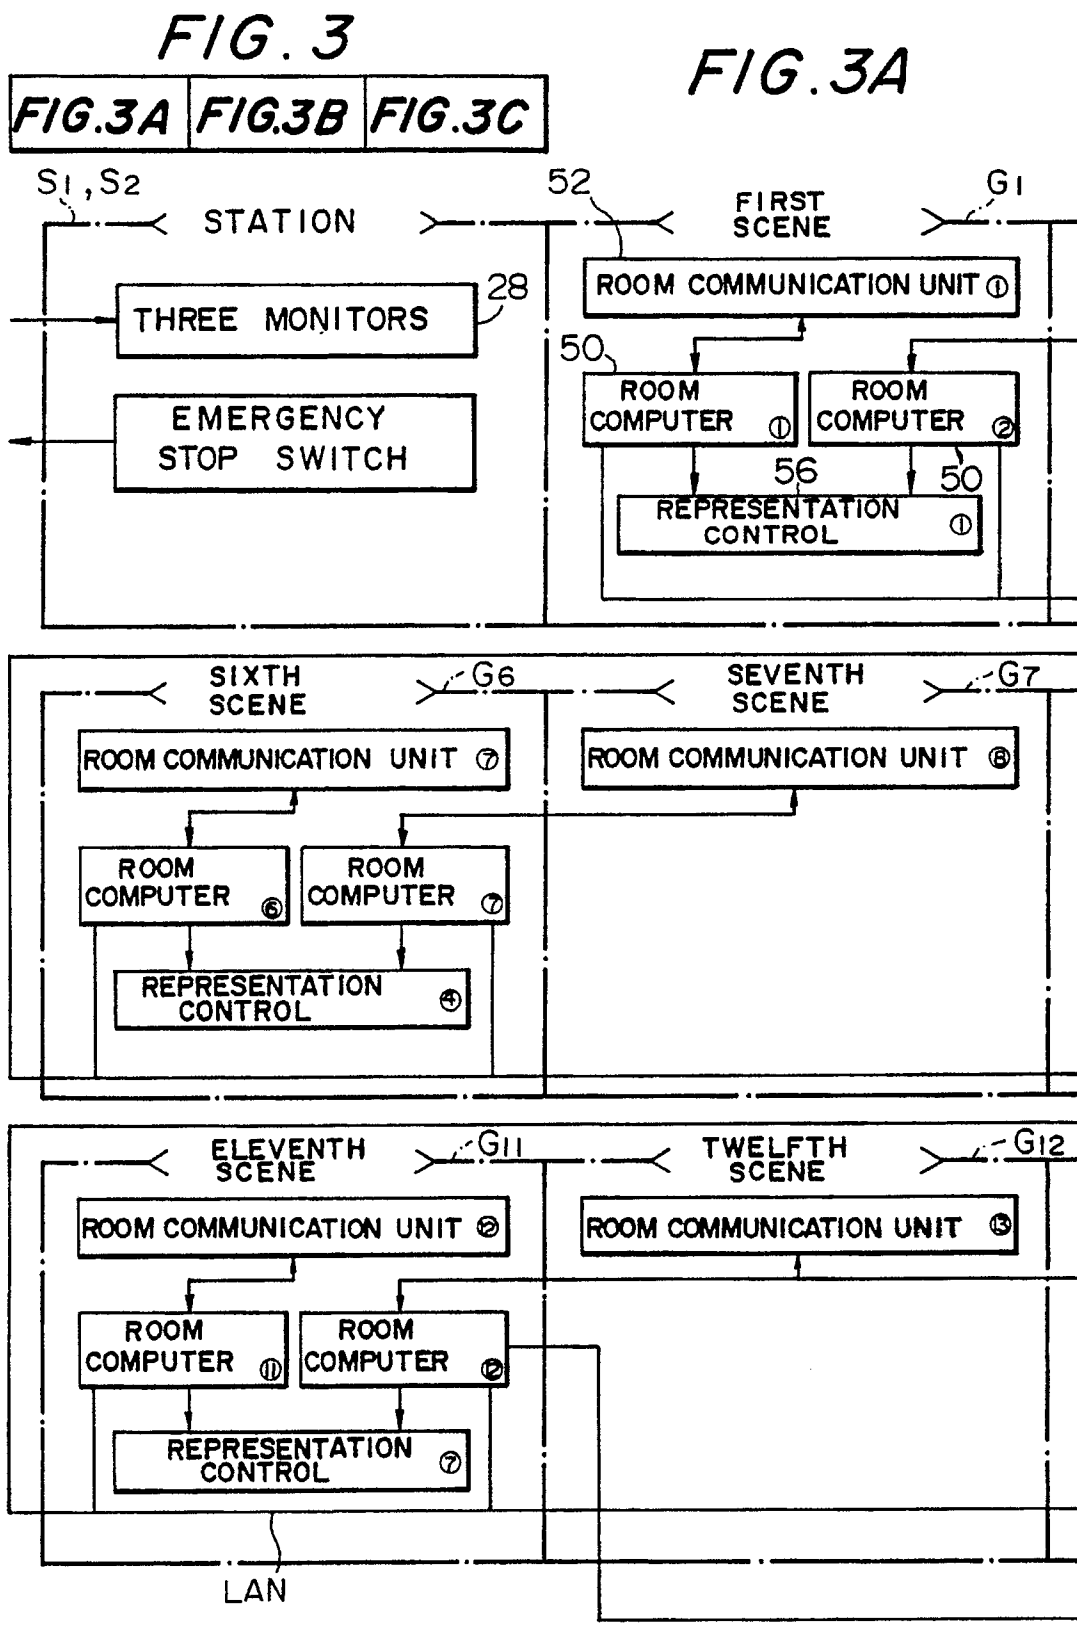 FIG. 3
FIG. 3A
FIG.3A FIG.3B FIG.3C
S1, S2
STATION
52
FIRST
SCENE
G1
ROOM COMMUNICATION UNIT ①
THREE MONITORS
28
50
ROOM
COMPUTER ①
ROOM
COMPUTER ②
EMERGENCY
STOP SWITCH
56
50
REPRESENTATION
CONTROL ①
SIXTH
SCENE
G6
SEVENTH
SCENE
G7
ROOM COMMUNICATION UNIT ⑦
ROOM COMMUNICATION UNIT ⑧
ROOM
COMPUTER ⑥
ROOM
COMPUTER ⑦
REPRESENTATION
CONTROL ④
ELEVENTH
SCENE
G11
TWELFTH
SCENE
G12
ROOM COMMUNICATION UNIT ⑫
ROOM COMMUNICATION UNIT ⑬
ROOM
COMPUTER ⑪
ROOM
COMPUTER ⑫
REPRESENTATION
CONTROL ⑦
LAN